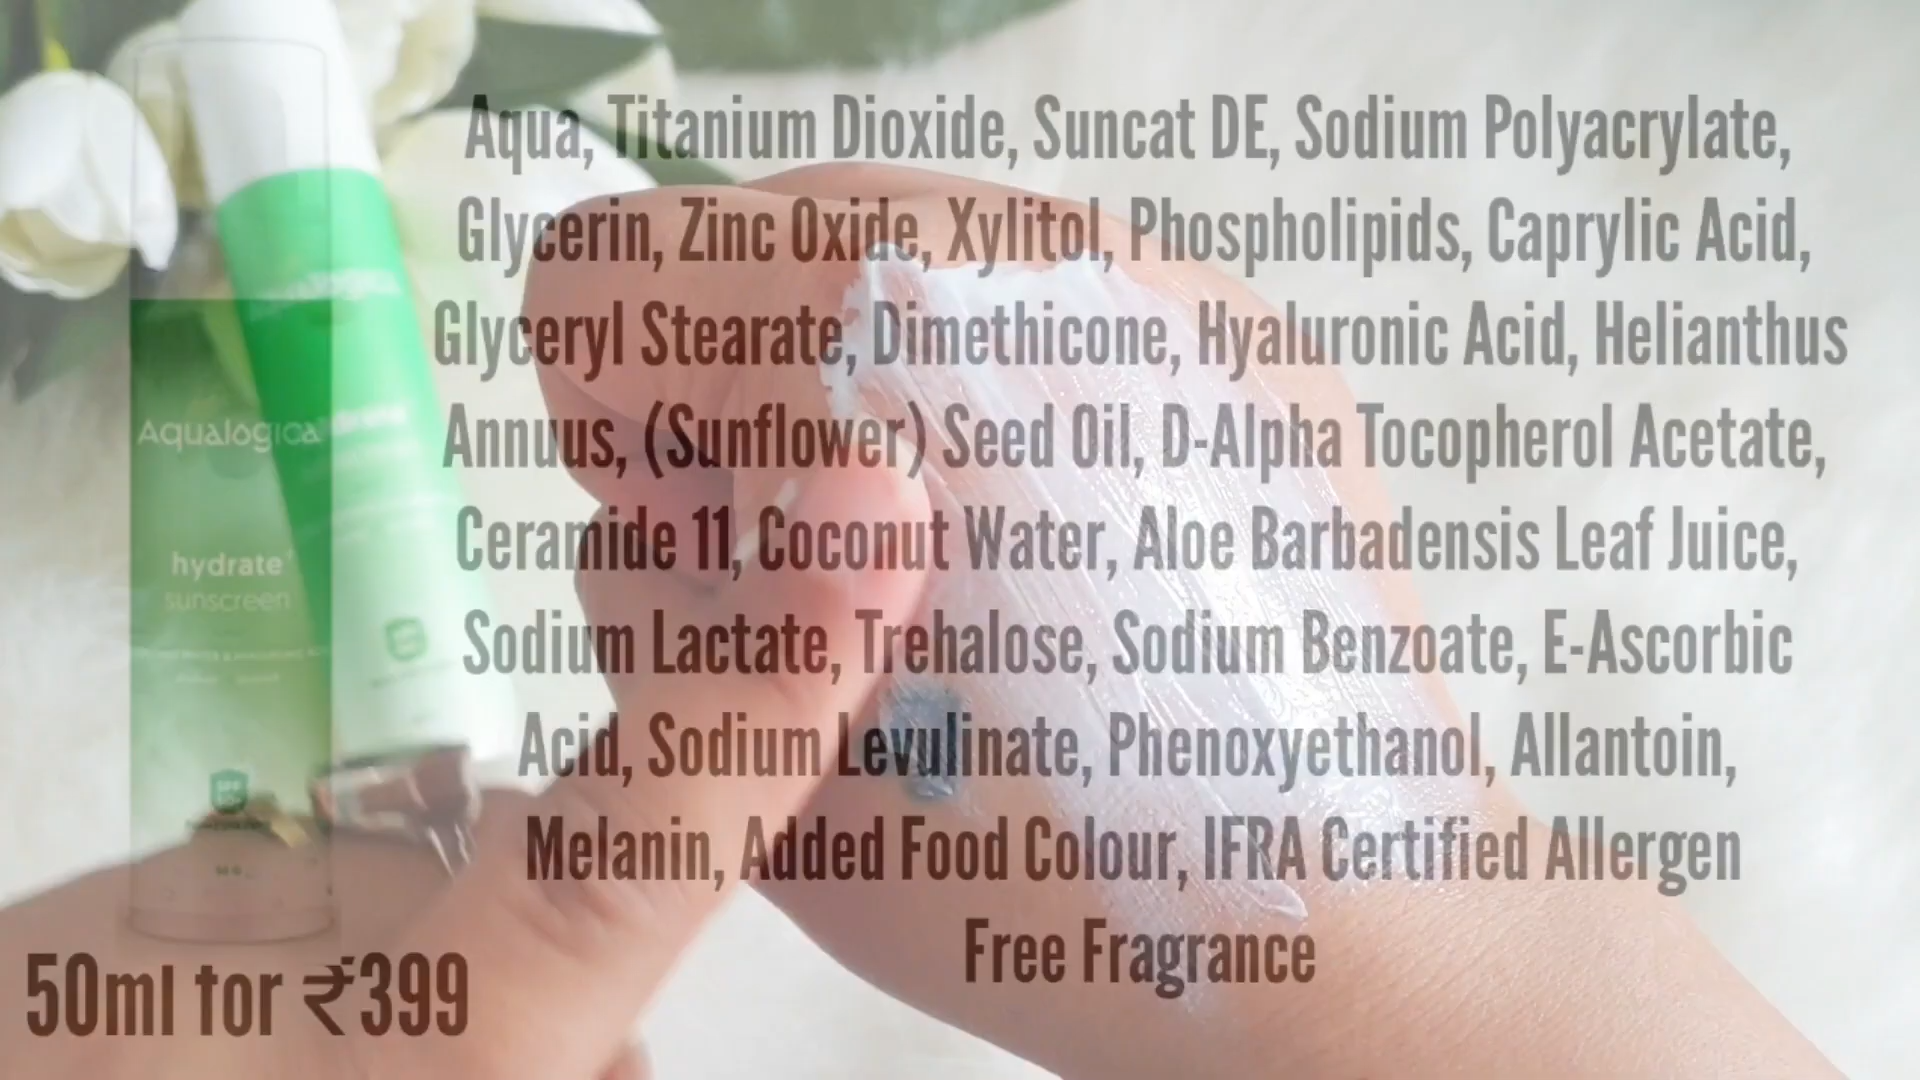 Aqua, Titanium Dioxide, Suncat DE, Sodium Polyacrylate,
Glycerin, Zinc Oxide, Xylitol, Phospholipids, Caprylic Acid,
Glyceryl Stearate, Dimethicone, Hyaluronic Acid, Helianthus
Annuus, (Sunflower) Seed Oil, D-Alpha Tocopherol Acetate,
Ceramide 11, Coconut Water, Aloe Barbadensis Leaf Juice,
Sodium Lactate, Trehalose, Sodium Benzoate, E-Ascorbic
Acid, Sodium Levulinate, Phenoxyethanol, Allantoin,
Melanin, Added Food Colour, IFRA Certified Allergen
Free Fragrance
Aqualogica
hydrate+
sunscreen
50ml for ₹399